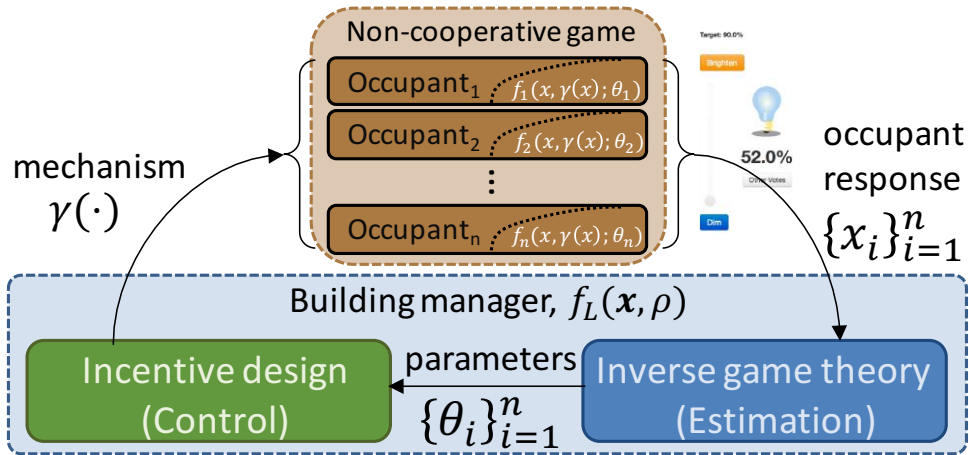 Non-cooperative game
Occupant₁ f₁(x, γ(x); θ₁)
Occupant₂ f₂(x, γ(x); θ₂)
⋮
Occupantₙ fₙ(x, γ(x); θₙ)
Target: 90.0%
Brighten
52.0%
Other Votes
Dim
mechanism
γ(·)
occupant
response
{xᵢ}ⁿᵢ₌₁
Building manager, f_L(x, ρ)
Incentive design
(Control)
parameters
{θᵢ}ⁿᵢ₌₁
Inverse game theory
(Estimation)